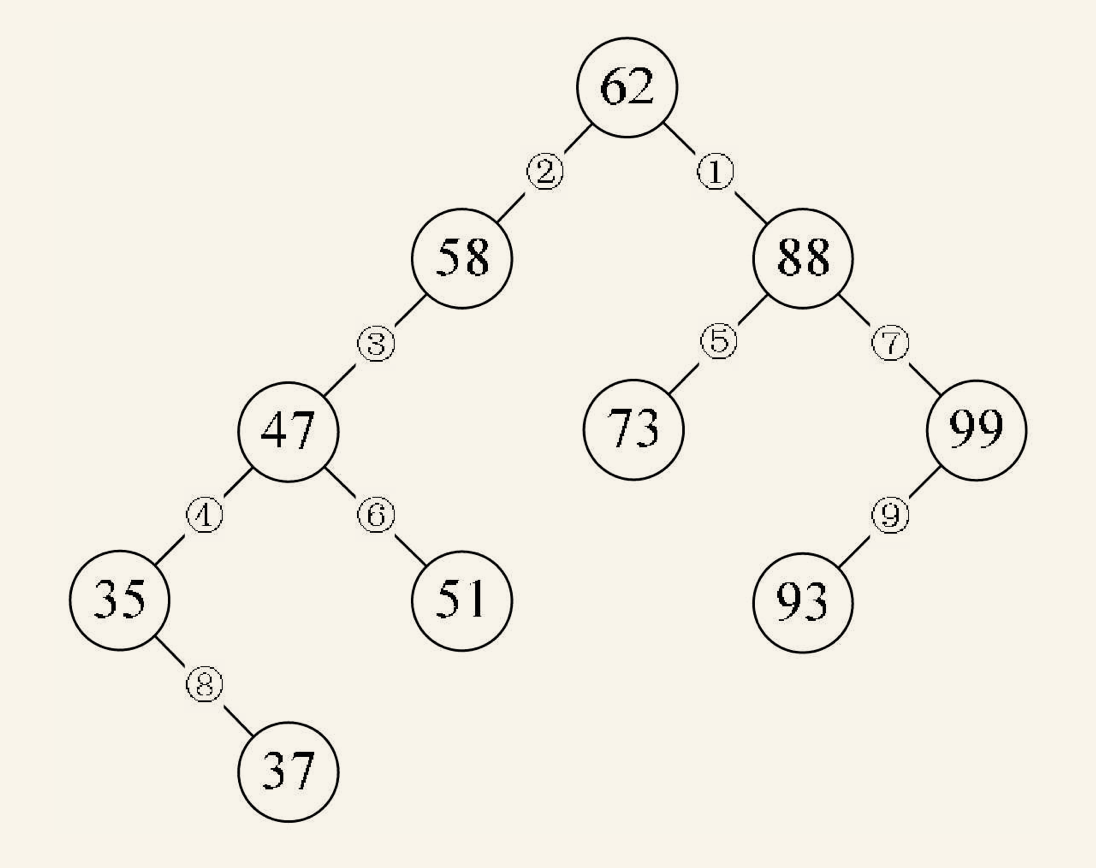 62
② ①
58 88
③ ⑤ ⑦
47 73 99
④ ⑥ ⑨
35 51 93
⑧
37